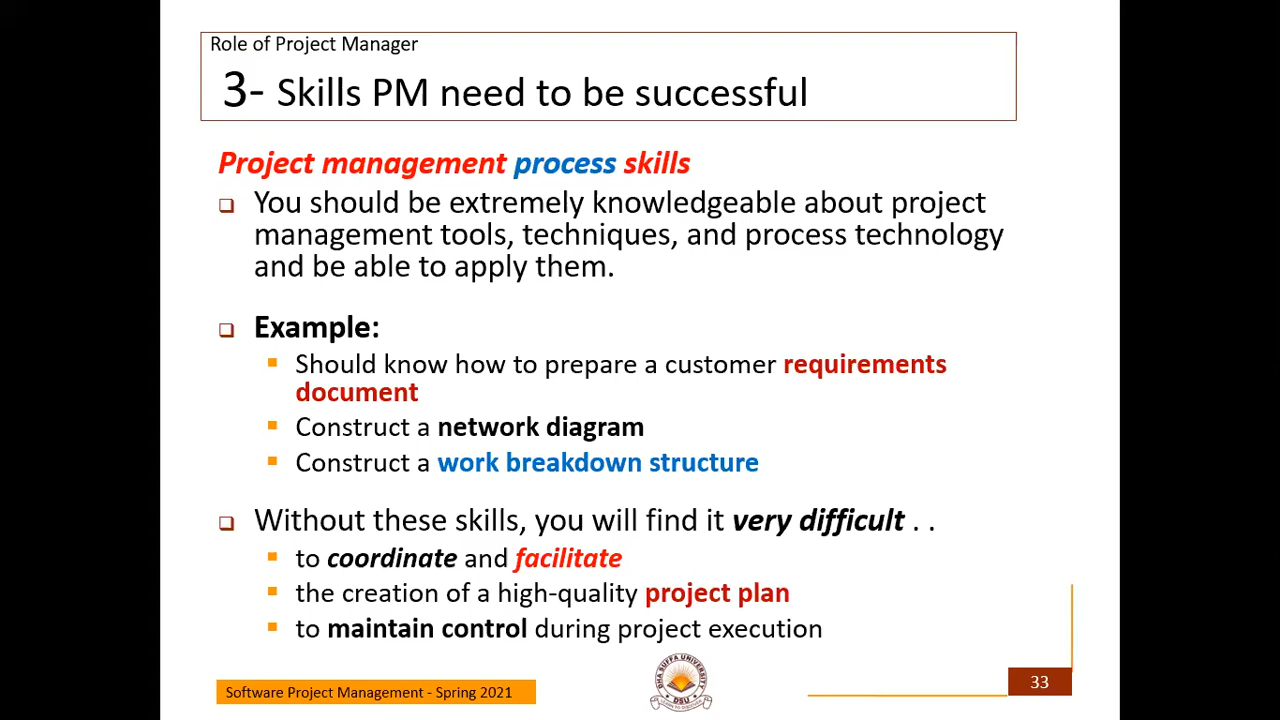 Role of Project Manager
3- Skills PM need to be successful
Project management process skills
You should be extremely knowledgeable about project
management tools, techniques, and process technology
and be able to apply them.
Example:
Should know how to prepare a customer requirements
document
Construct a network diagram
Construct a work breakdown structure
Without these skills, you will find it very difficult . .
to coordinate and facilitate
the creation of a high-quality project plan
to maintain control during project execution
Software Project Management - Spring 2021
DHA SUFFA UNIVERSITY
DSU
33